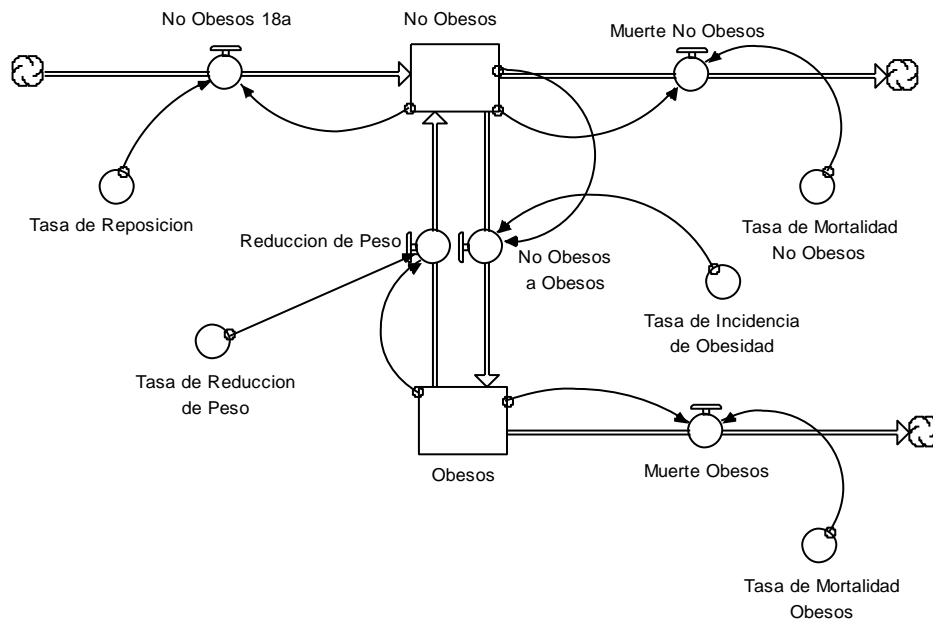 No Obesos 18a
No Obesos
Muerte No Obesos
Tasa de Reposicion
Tasa de Mortalidad
No Obesos
Reduccion de Peso
No Obesos
a Obesos
Tasa de Incidencia
de Obesidad
Tasa de Reduccion
de Peso
Obesos
Muerte Obesos
Tasa de Mortalidad
Obesos